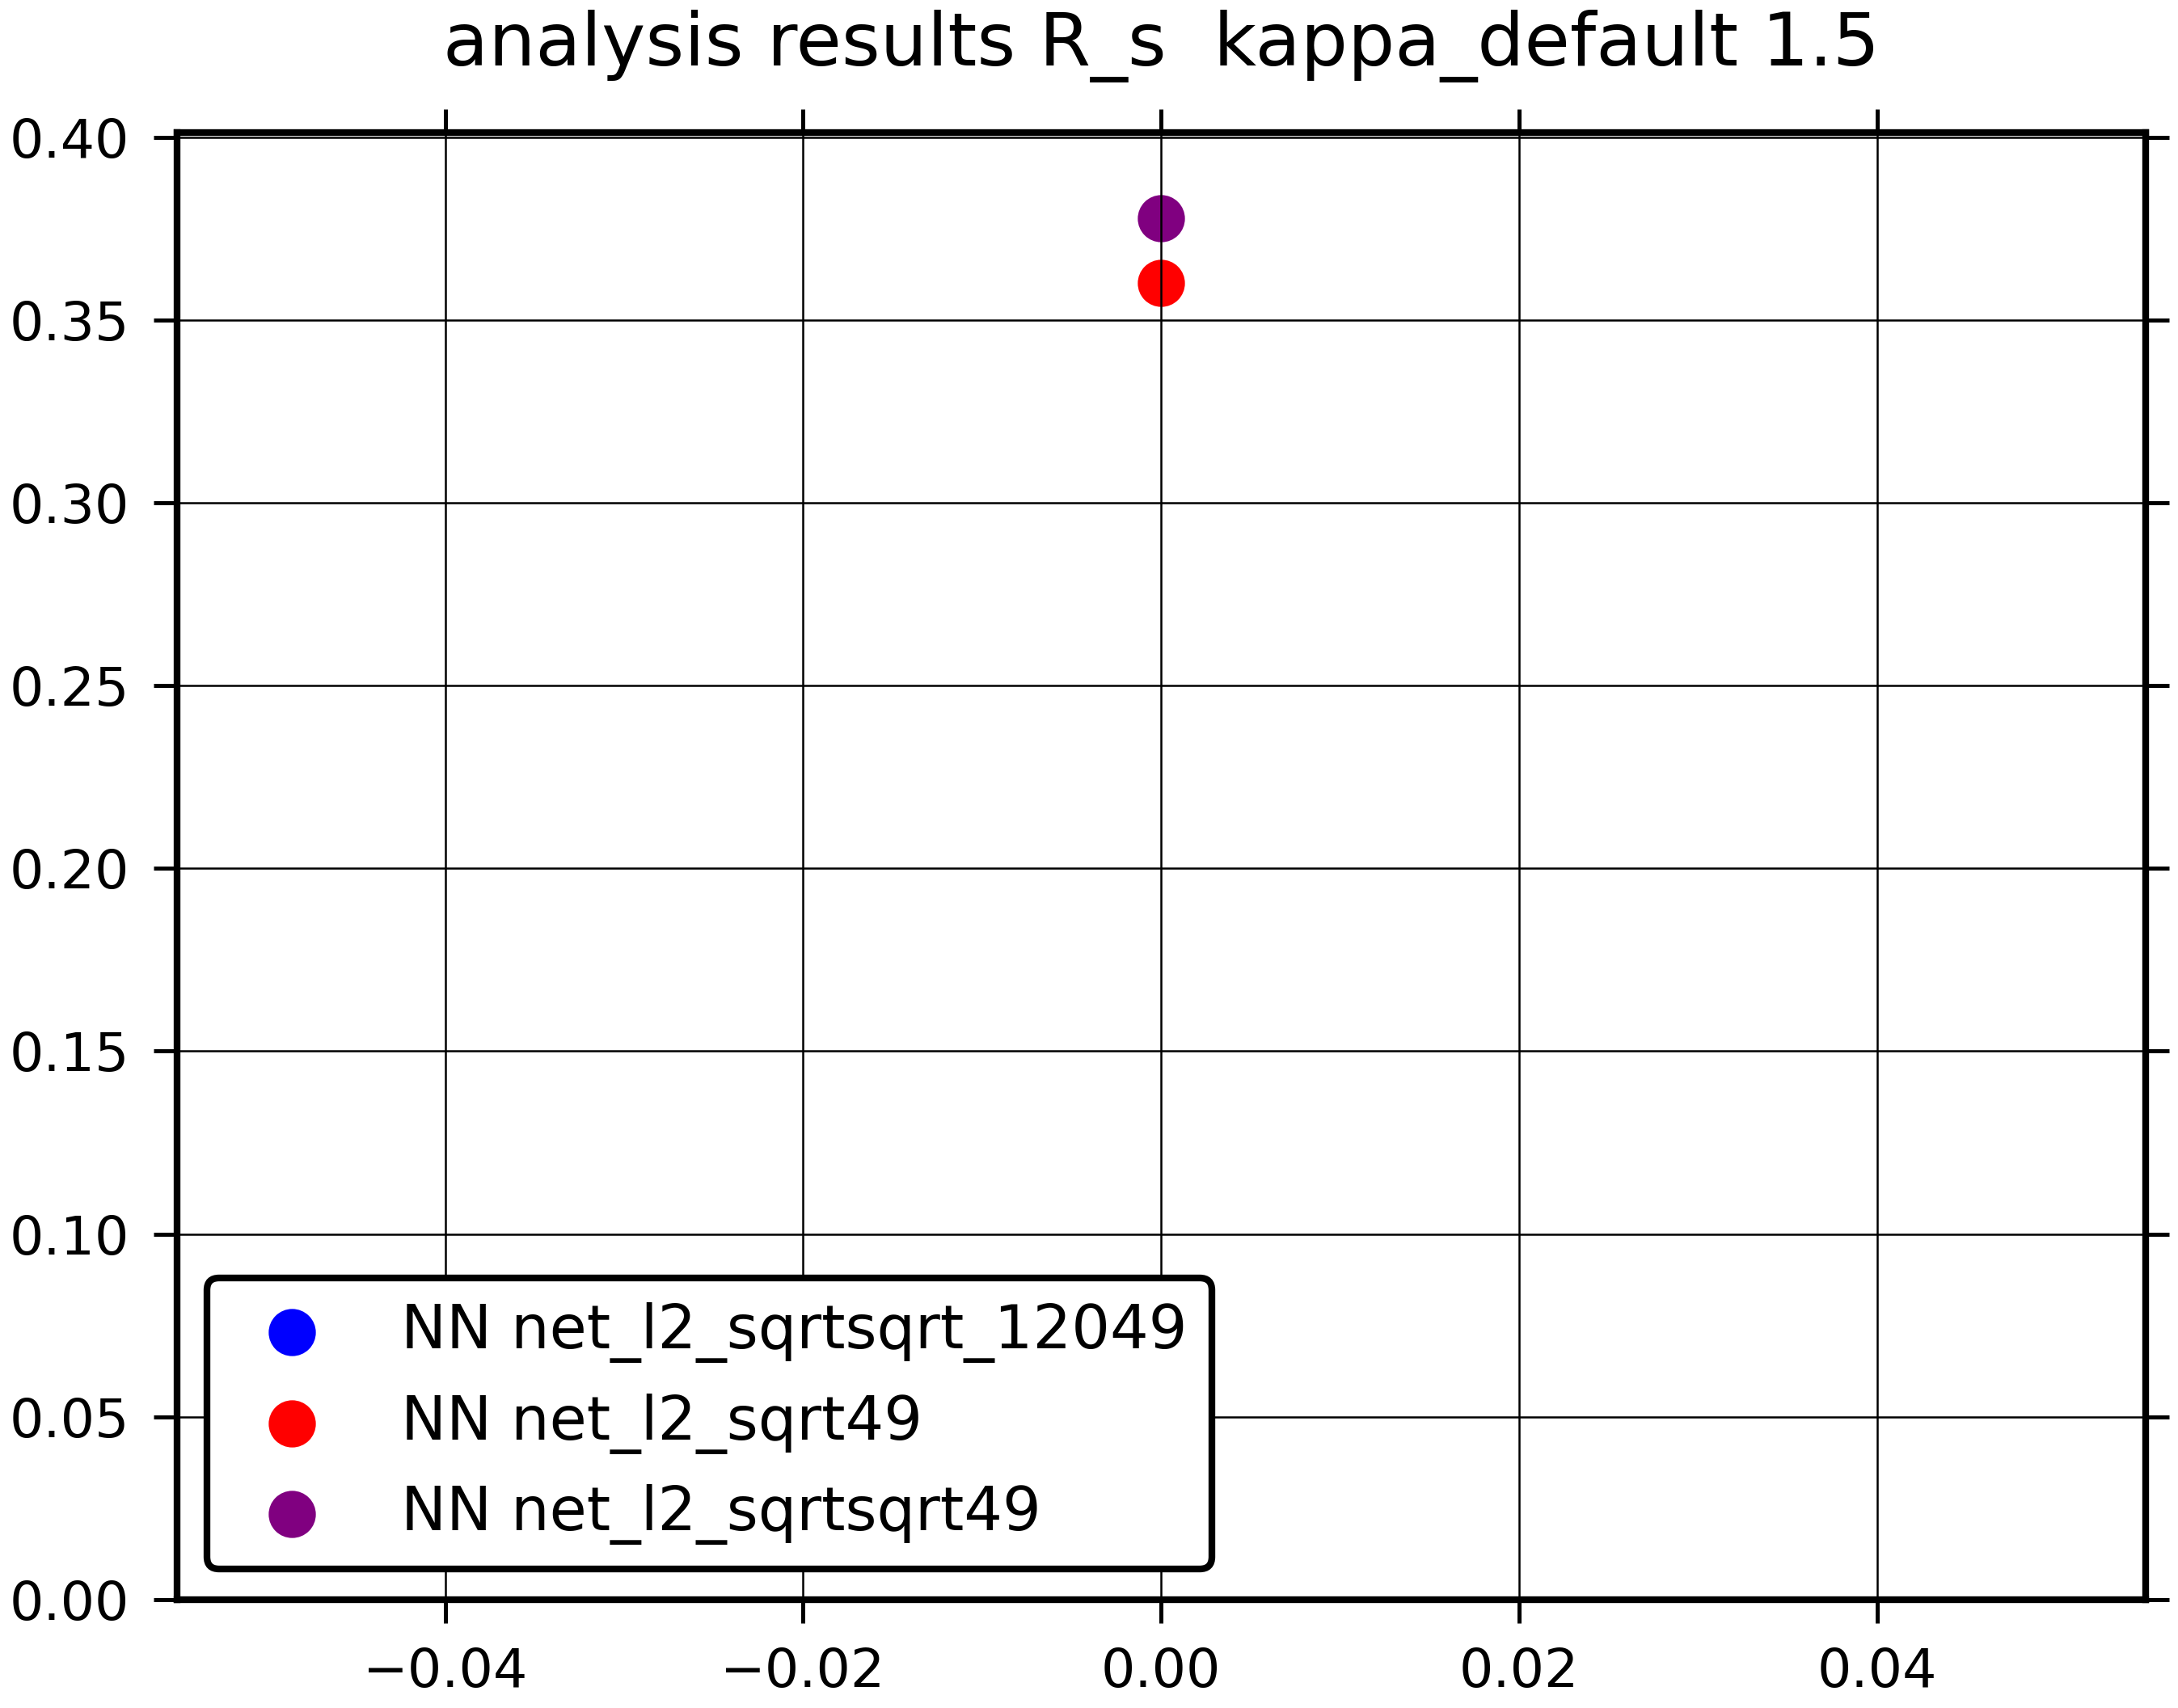 analysis results R_s  kappa_default 1.5
0.40
0.35
0.30
0.25
0.20
0.15
0.10
0.05
0.00
NN net_l2_sqrtsqrt_12049
NN net_l2_sqrt49
NN net_l2_sqrtsqrt49
−0.04 −0.02 0.00 0.02 0.04